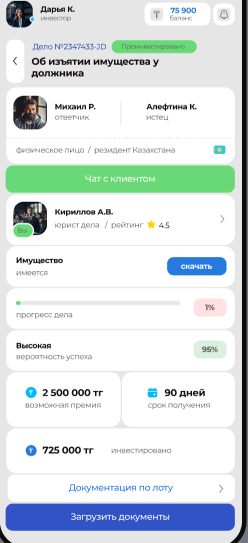 Дарья К.
инвестор
75 900
баланс
Дело №2347433-JD
Проинвестировано
Об изъятии имущества у
должника
Михаил Р.
ответчик
Алефтина К.
истец
физическое лицо / резидент Казахстана
Чат с клиентом
Кириллов А.В.
юрист дела / рейтинг 4.5
Вы
Имущество
имеется
скачать
прогресс дела
1%
Высокая
вероятность успеха
95%
2 500 000 тг
возможная премия
90 дней
срок получения
725 000 тг
инвестировано
Документация по лоту
Загрузить документы